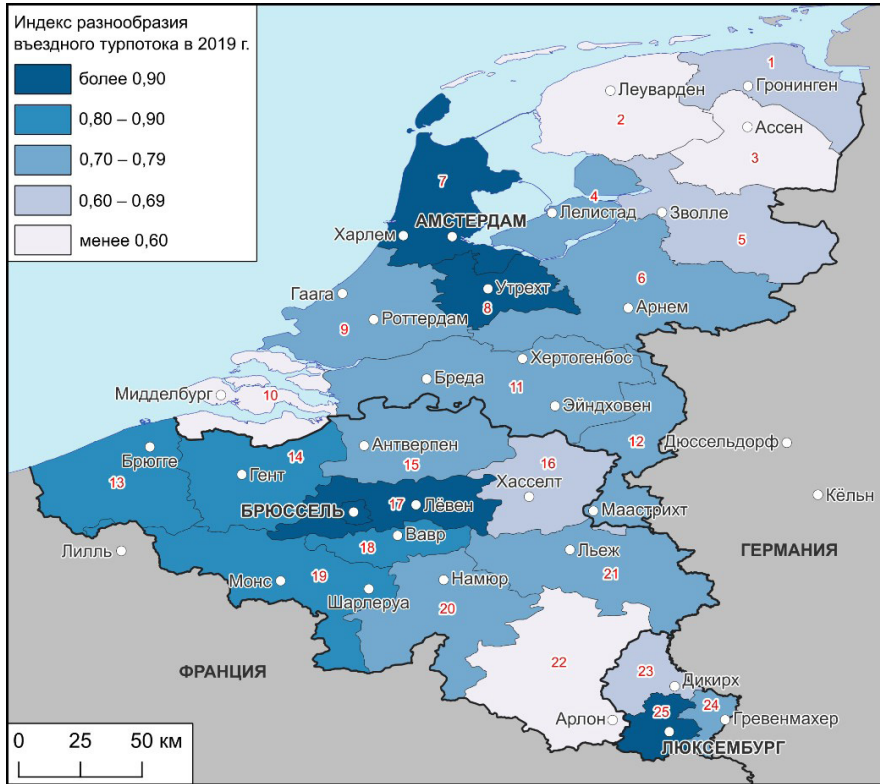 Индекс разнообразия
въездного турпотока в 2019 г.
более 0,90
0,80 – 0,90
0,70 – 0,79
0,60 – 0,69
менее 0,60
1
Гронинген
Леуварден
2
Ассен
3
7
4
АМСТЕРДАМ
Лелистад
Зволле
Харлем
5
6
Утрехт
8
Гаага
Арнем
9
Роттердам
Хертогенбос
Бреда
11
Мидделбург
10
Эйндховен
12
Дюссельдорф
Брюгге
13
14
Гент
Антверпен
15
16
Хасселт
17
Лёвен
БРЮССЕЛЬ
Маастрихт
Кёльн
Вавр
18
Лилль
Льеж
ГЕРМАНИЯ
19
Монс
Намюр
21
Шарлеруа
20
ФРАНЦИЯ
22
23
Дикирх
24
25
Арлон
Гревенмахер
ЛЮКСЕМБУРГ
0 25 50 км